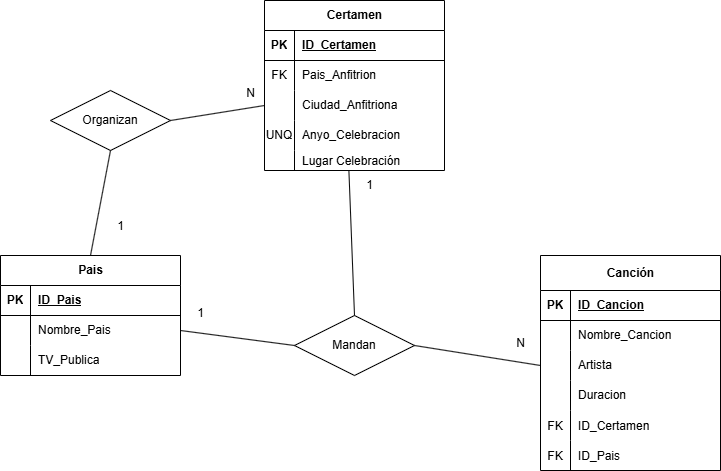 Certamen
PK ID_Certamen
FK Pais_Anfitrion
Ciudad_Anfitriona
UNQ Anyo_Celebracion
Lugar Celebración
Organizan
N
1
1
Pais
PK ID_Pais
Nombre_Pais
TV_Publica
1
Mandan
N
Canción
PK ID_Cancion
Nombre_Cancion
Artista
Duracion
FK ID_Certamen
FK ID_Pais